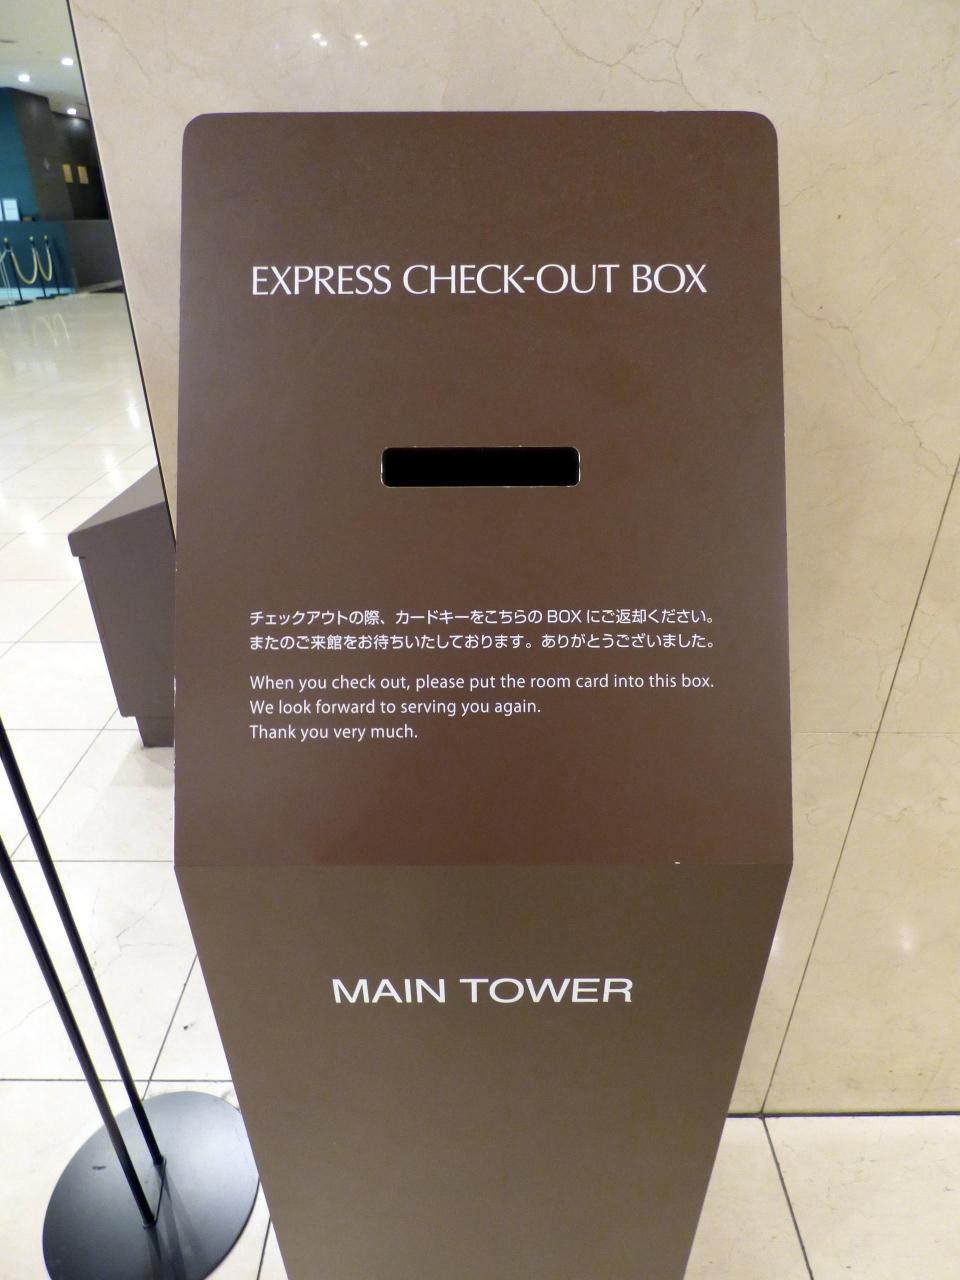 EXPRESS CHECK-OUT BOX
チェックアウトの際、カードキーをこちらの BOX にご返却ください。
またのご来館をお待ちいたしております。ありがとうございました。
When you check out, please put the room card into this box.
We look forward to serving you again.
Thank you very much.
MAIN TOWER